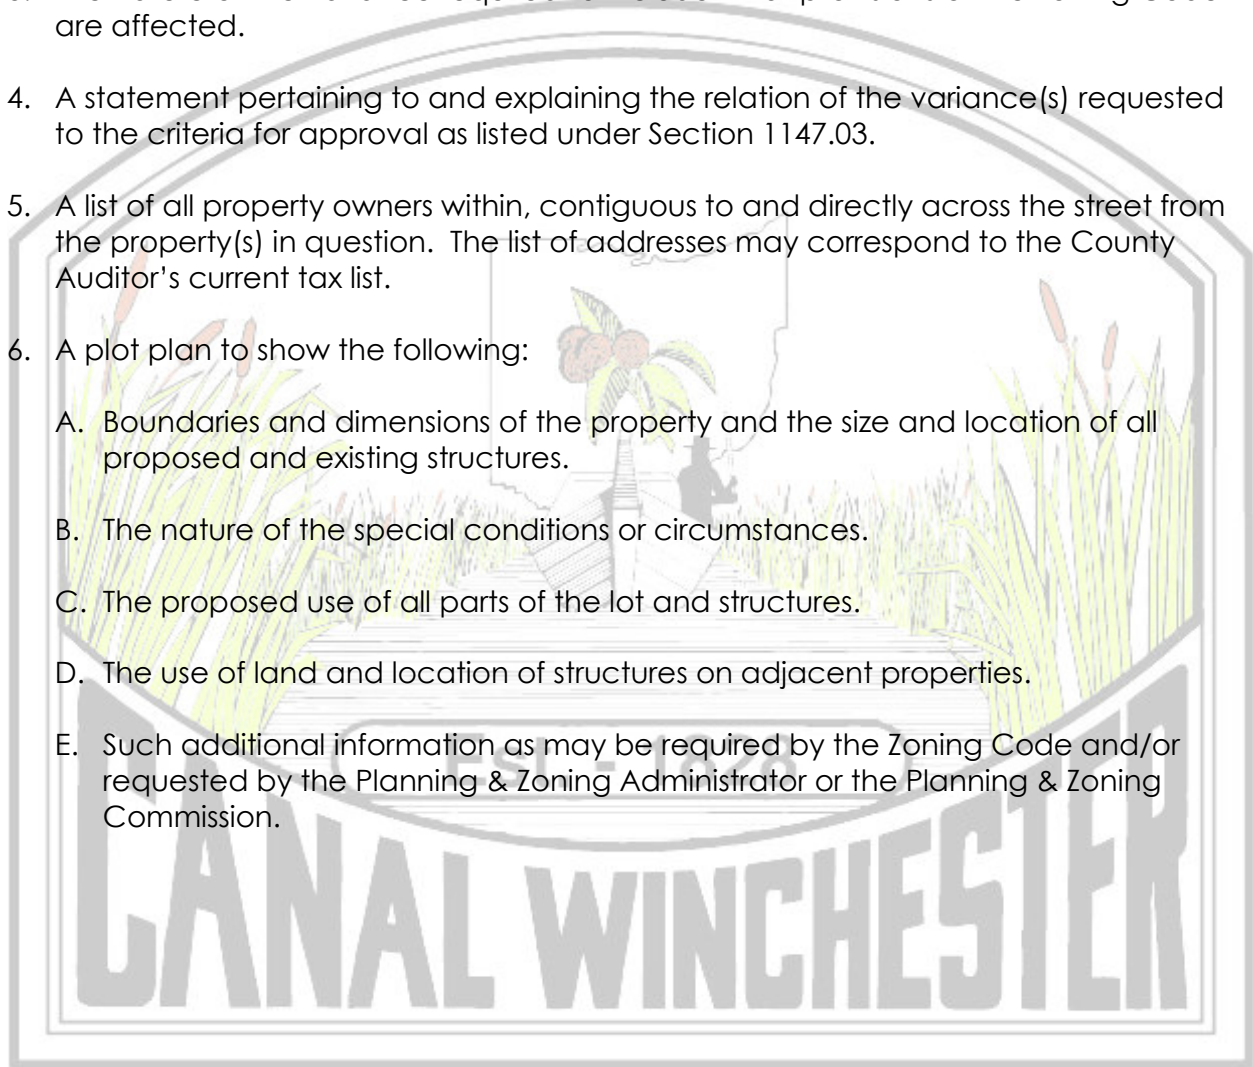 are affected.
4. A statement pertaining to and explaining the relation of the variance(s) requested
to the criteria for approval as listed under Section 1147.03.
5. A list of all property owners within, contiguous to and directly across the street from
the property(s) in question. The list of addresses may correspond to the County
Auditor's current tax list.
6. A plot plan to show the following:
A. Boundaries and dimensions of the property and the size and location of all
proposed and existing structures.
B. The nature of the special conditions or circumstances.
C. The proposed use of all parts of the lot and structures.
D. The use of land and location of structures on adjacent properties.
E. Such additional information as may be required by the Zoning Code and/or
requested by the Planning & Zoning Administrator or the Planning & Zoning
Commission.
Est. - 1828
CANAL WINCHESTER